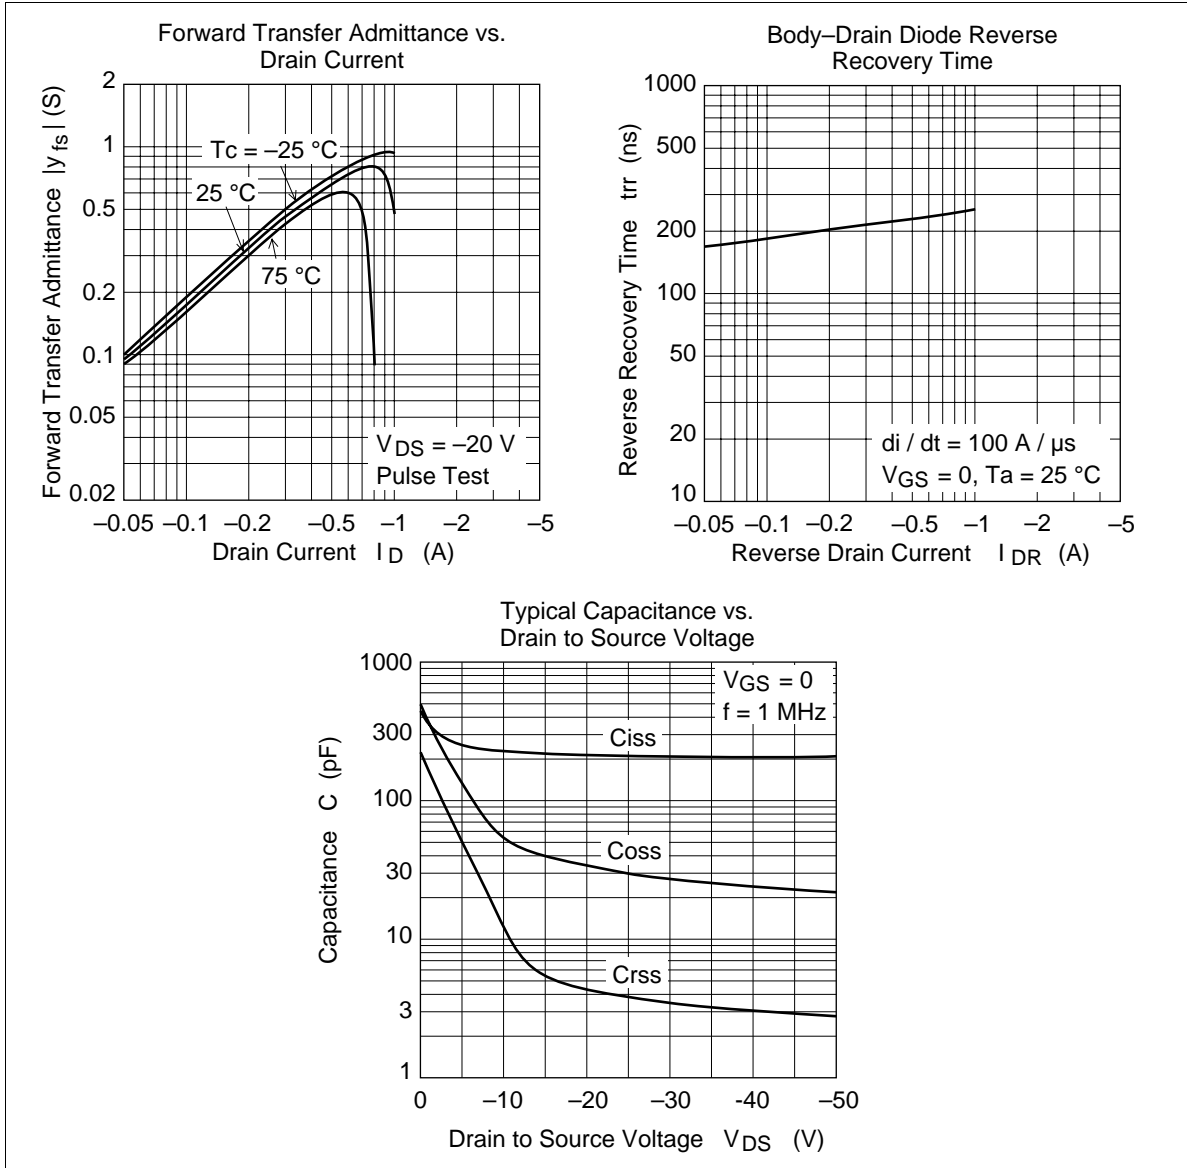 Forward Transfer Admittance vs.
Drain Current
Forward Transfer Admittance |y fs| (S)
2
1
0.5
0.2
0.1
0.05
0.02
Tc = –25 °C
25 °C
75 °C
V DS = –20 V
Pulse Test
–0.05 –0.1 –0.2 –0.5 –1 –2 –5
Drain Current I D (A)
Body–Drain Diode Reverse
Recovery Time
Reverse Recovery Time trr (ns)
1000
500
200
100
50
20
10
di / dt = 100 A / μs
VGS = 0, Ta = 25 °C
–0.05 –0.1 –0.2 –0.5 –1 –2 –5
Reverse Drain Current I DR (A)
Typical Capacitance vs.
Drain to Source Voltage
Capacitance C (pF)
1000
300
100
30
10
3
1
VGS = 0
f = 1 MHz
Ciss
Coss
Crss
0 –10 –20 –30 -40 –50
Drain to Source Voltage V DS (V)